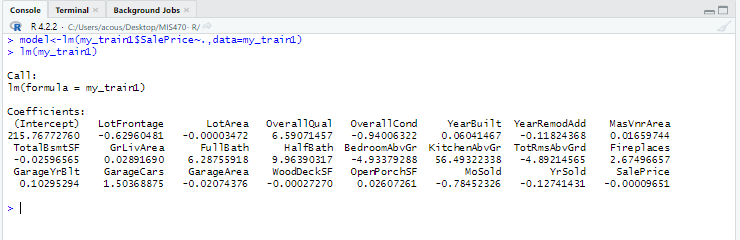 Console Terminal × Background Jobs ×
R 4.2.2 · C:/Users/acous/Desktop/MIS470- R/
> model<-lm(my_train1$SalePrice~.,data=my_train1)
> lm(my_train1)
Call:
lm(formula = my_train1)
Coefficients:
(Intercept) LotFrontage LotArea OverallQual OverallCond YearBuilt YearRemodAdd MasVnrArea
215.76772760 -0.62960481 -0.00003472 6.59071457 -0.94006322 0.06041467 -0.11824368 0.01659744
TotalBsmtSF GrLivArea FullBath HalfBath BedroomAbvGr KitchenAbvGr TotRmsAbvGrd Fireplaces
-0.02596565 0.02891690 6.28755918 9.96390317 -4.93379288 56.49322338 -4.89214565 2.67496657
GarageYrBlt GarageCars GarageArea WoodDeckSF OpenPorchSF MoSold YrSold SalePrice
0.10295294 1.50368875 -0.02074376 -0.00027270 0.02607261 -0.78452326 -0.12741431 -0.00009651
>